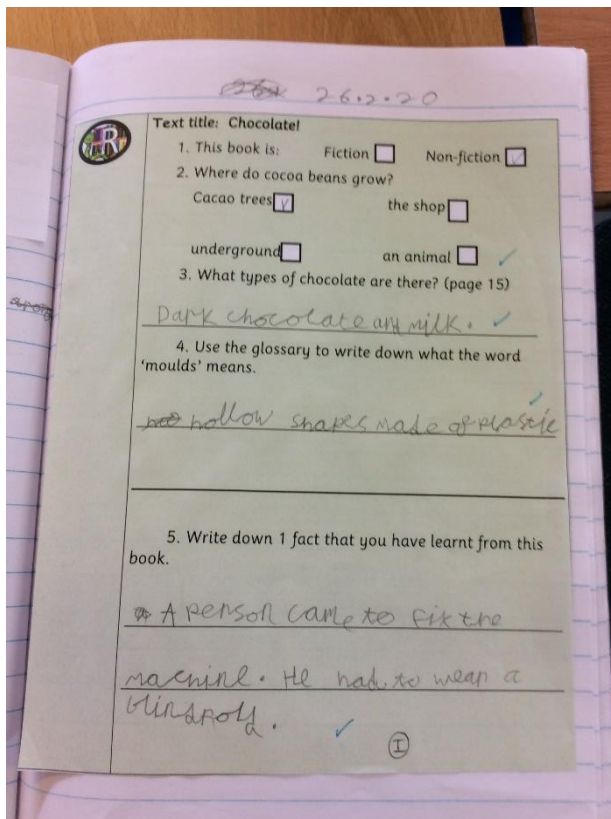 26.2.20
R
Text title: Chocolate!
1. This book is: Fiction Non-fiction
2. Where do cocoa beans grow?
Cacao trees the shop
underground an animal
3. What types of chocolate are there? (page 15)
Dark chocolate and milk.
4. Use the glossary to write down what the word
'moulds' means.
hollow shapes made of plastic
5. Write down 1 fact that you have learnt from this
book.
A person came to fix the
machine. He had to wear a
I